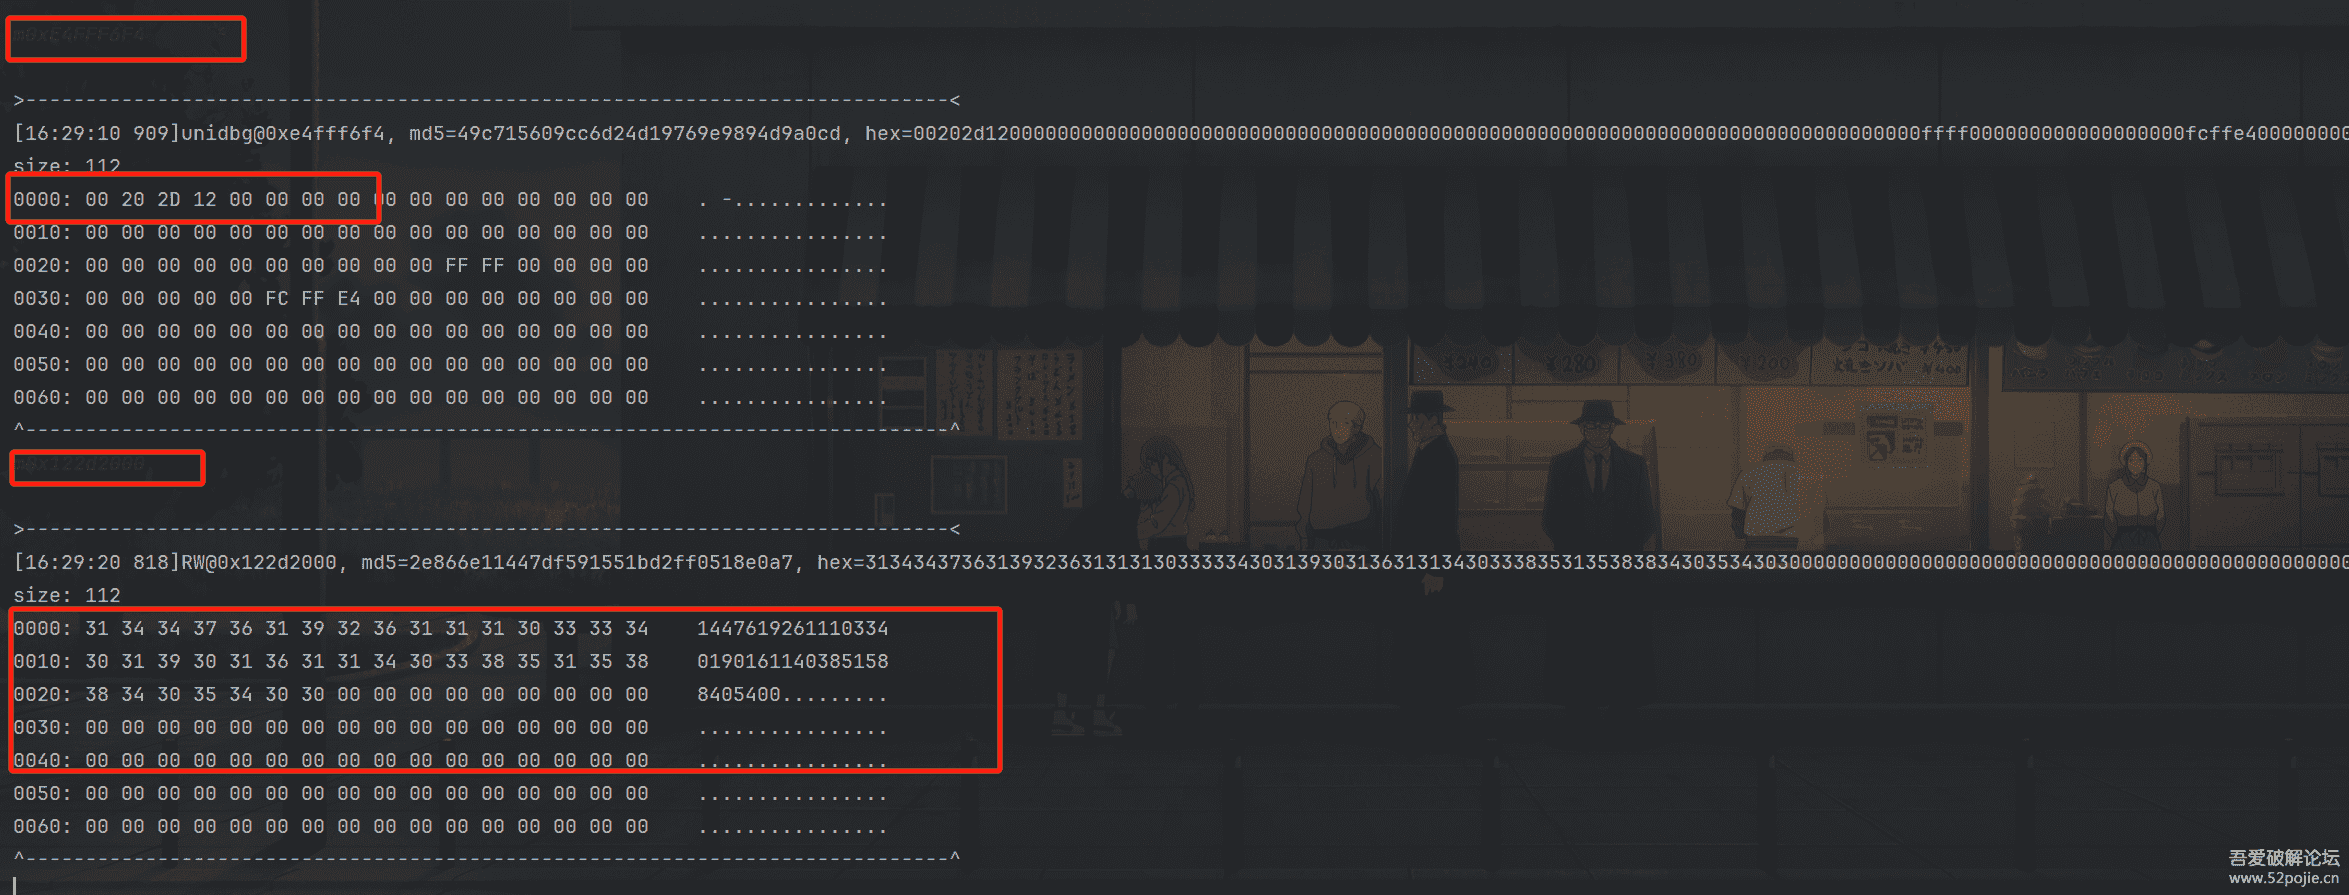 m0xE4FFF6F4
>-----------------------------------------------------------------------------<
[16:29:10 909]unidbg@0xe4fff6f4, md5=49c715609cc6d24d19769e9894d9a0cd, hex=00202d120000000000000000000000000000000000000000000000000000000000000000000000000000ffff000000000000000000fcffe400000000
size: 112
0000: 00 20 2D 12 00 00 00 00 00 00 00 00 00 00 00 00    . -.............
0010: 00 00 00 00 00 00 00 00 00 00 00 00 00 00 00 00    ................
0020: 00 00 00 00 00 00 00 00 00 00 FF FF 00 00 00 00    ................
0030: 00 00 00 00 00 FC FF E4 00 00 00 00 00 00 00 00    ................
0040: 00 00 00 00 00 00 00 00 00 00 00 00 00 00 00 00    ................
0050: 00 00 00 00 00 00 00 00 00 00 00 00 00 00 00 00    ................
0060: 00 00 00 00 00 00 00 00 00 00 00 00 00 00 00 00    ................
^-----------------------------------------------------------------------------^
m0x122d2000
>-----------------------------------------------------------------------------<
[16:29:20 818]RW@0x122d2000, md5=2e866e11447df591551bd2ff0518e0a7, hex=3134343736313932363131313033333430313930313631313430333835313538383430353430300000000000000000000000000000000000000000000000
size: 112
0000: 31 34 34 37 36 31 39 32 36 31 31 31 30 33 33 34    1447619261110334
0010: 30 31 39 30 31 36 31 31 34 30 33 38 35 31 35 38    0190161140385158
0020: 38 34 30 35 34 30 30 00 00 00 00 00 00 00 00 00    8405400.........
0030: 00 00 00 00 00 00 00 00 00 00 00 00 00 00 00 00    ................
0040: 00 00 00 00 00 00 00 00 00 00 00 00 00 00 00 00    ................
0050: 00 00 00 00 00 00 00 00 00 00 00 00 00 00 00 00    ................
0060: 00 00 00 00 00 00 00 00 00 00 00 00 00 00 00 00    ................
^-----------------------------------------------------------------------------^
¥240 ¥280 ¥380 ¥200
焼きソバ ¥400
吾爱破解论坛
www.52pojie.cn